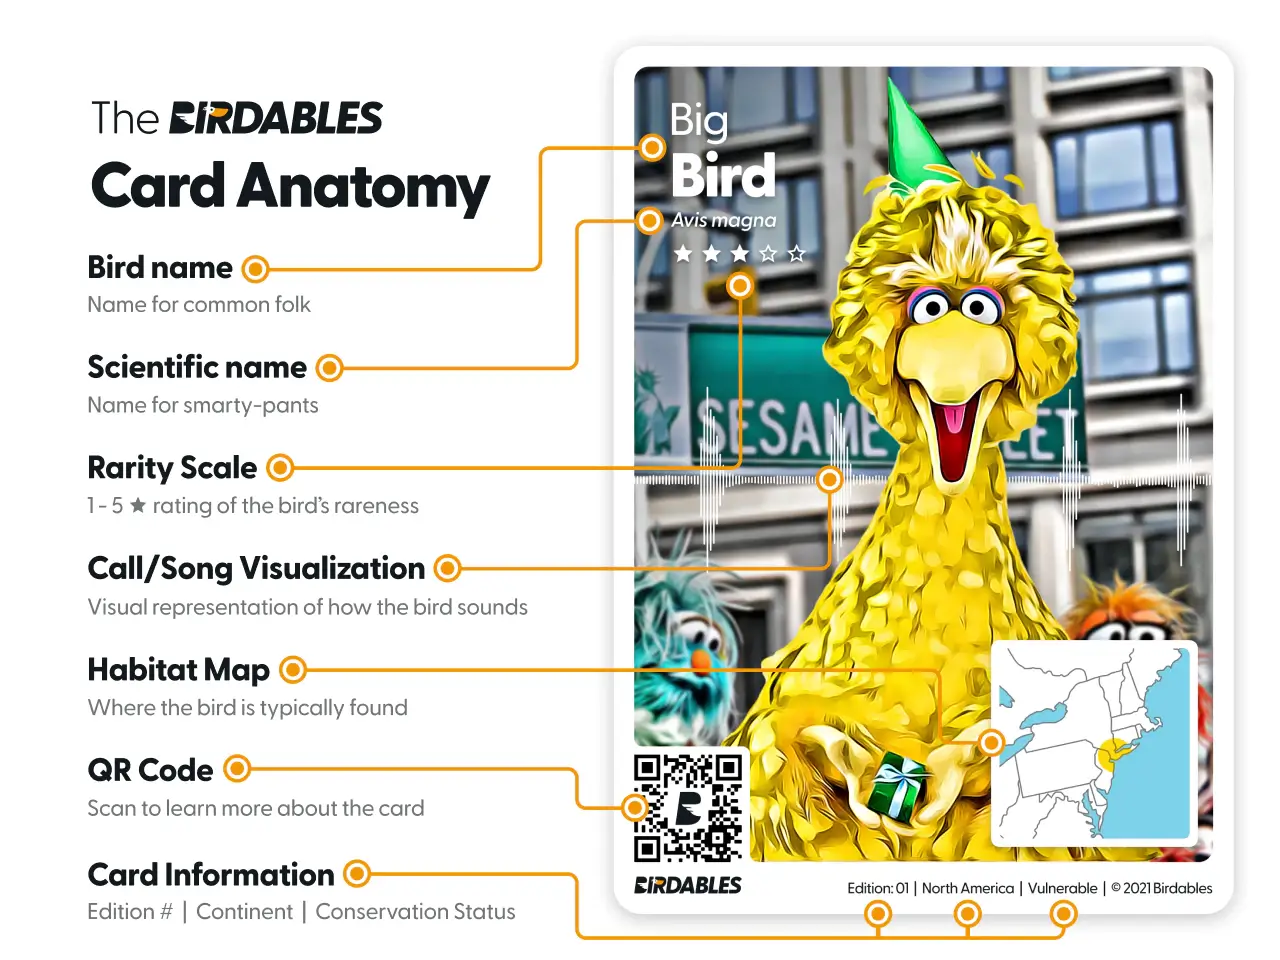 The BIRDABLES
Card Anatomy
Bird name
Name for common folk
Scientific name
Name for smarty-pants
Rarity Scale
1 - 5 ★ rating of the bird's rareness
Call/Song Visualization
Visual representation of how the bird sounds
Habitat Map
Where the bird is typically found
QR Code
Scan to learn more about the card
Card Information
Edition # | Continent | Conservation Status
Big
Bird
Avis magna
★ ★ ★ ☆ ☆
SESAME
EET
B
BIRDABLES
Edition: 01 | North America | Vulnerable | © 2021 Birdables